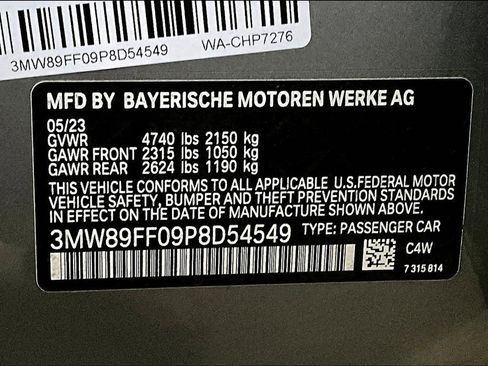 3MW89FF09P8D54549 WA-CHP7276
MFD BY BAYERISCHE MOTOREN WERKE AG
05/23
GVWR 4740 lbs 2150 kg
GAWR FRONT 2315 lbs 1050 kg
GAWR REAR 2624 lbs 1190 kg
THIS VEHICLE CONFORMS TO ALL APPLICABLE U.S.FEDERAL MOTOR
VEHICLE SAFETY, BUMPER AND THEFT PREVENTION STANDARDS
IN EFFECT ON THE DATE OF MANUFACTURE SHOWN ABOVE.
3MW89FF09P8D54549 TYPE: PASSENGER CAR
C4W
7 315 814